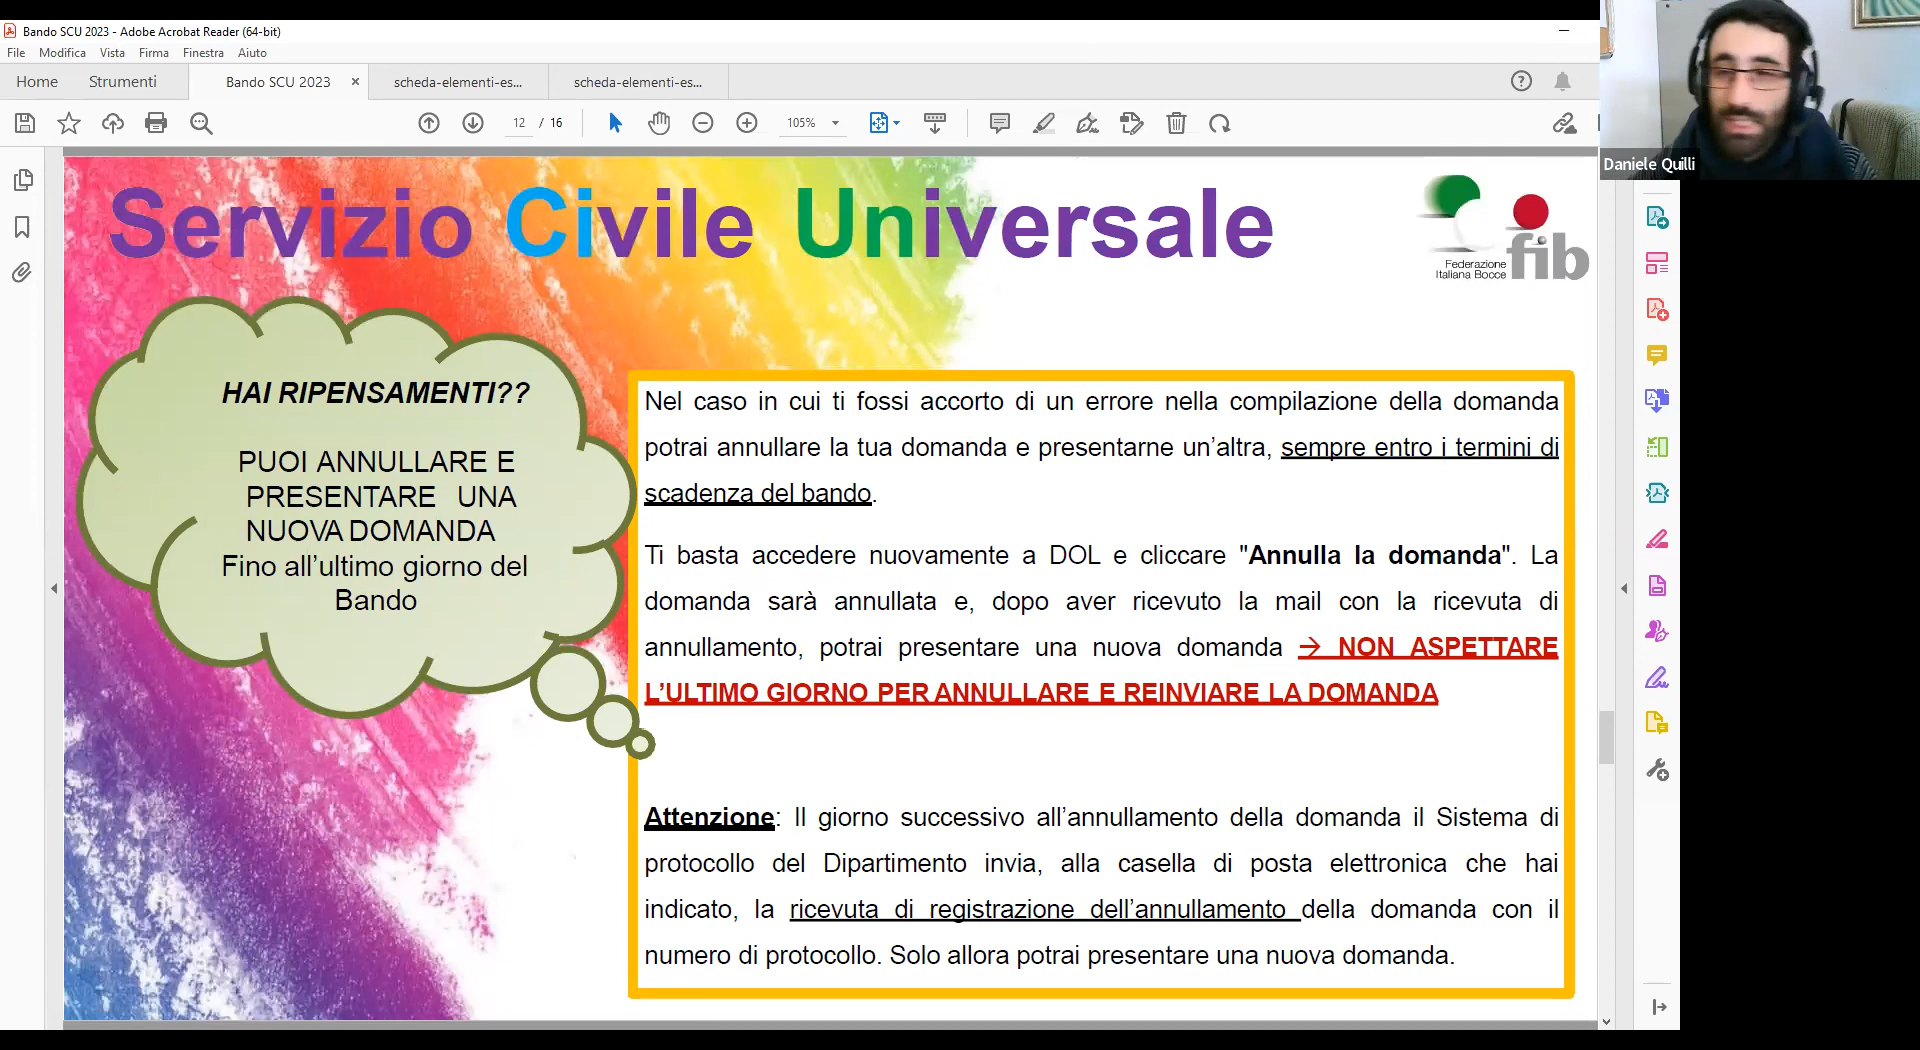 Bando SCU 2023 - Adobe Acrobat Reader (64-bit)
File Modifica Vista Firma Finestra Aiuto
Home Strumenti Bando SCU 2023 × scheda-elementi-es... scheda-elementi-es...
12 / 16 105%
Daniele Quilli
Servizio Civile Universale
Federazione
Italiana Bocce fib
HAI RIPENSAMENTI??
PUOI ANNULLARE E
PRESENTARE UNA
NUOVA DOMANDA
Fino all’ultimo giorno del
Bando
Nel caso in cui ti fossi accorto di un errore nella compilazione della domanda
potrai annullare la tua domanda e presentarne un’altra, sempre entro i termini di
scadenza del bando.
Ti basta accedere nuovamente a DOL e cliccare "Annulla la domanda". La
domanda sarà annullata e, dopo aver ricevuto la mail con la ricevuta di
annullamento, potrai presentare una nuova domanda → NON ASPETTARE
L’ULTIMO GIORNO PER ANNULLARE E REINVIARE LA DOMANDA
Attenzione: Il giorno successivo all’annullamento della domanda il Sistema di
protocollo del Dipartimento invia, alla casella di posta elettronica che hai
indicato, la ricevuta di registrazione dell’annullamento della domanda con il
numero di protocollo. Solo allora potrai presentare una nuova domanda.